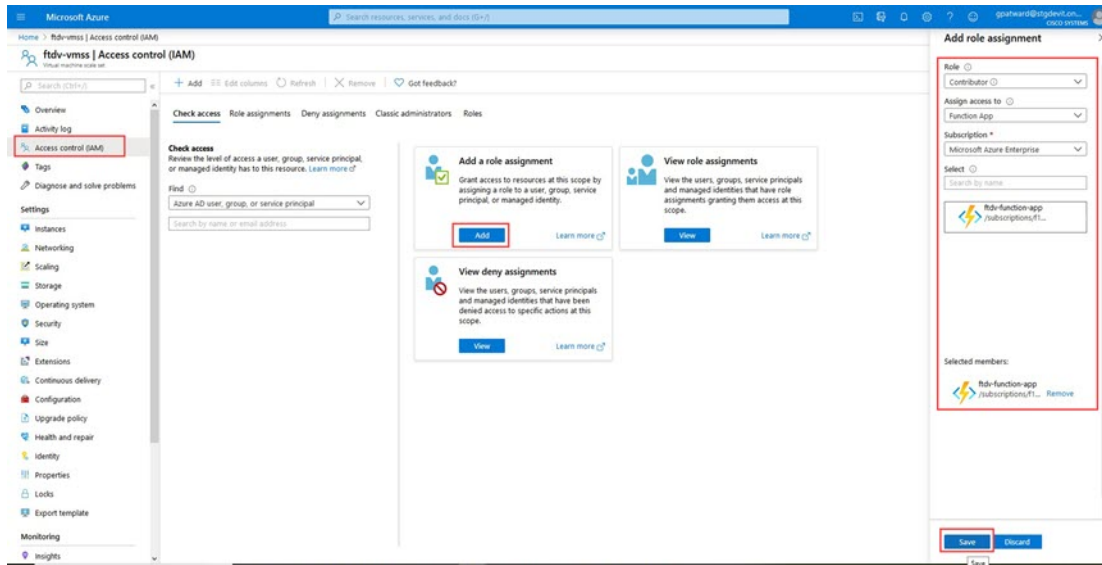 Microsoft Azure
Search resources, services, and docs (G+/)
gpatward@stgdevit.on...
CISCO SYSTEMS
Home > ftdv-vmss | Access control (IAM)
ftdv-vmss | Access control (IAM)
Virtual machine scale set
Search (Ctrl+/)
«
Overview
Activity log
Access control (IAM)
Tags
Diagnose and solve problems
Settings
Instances
Networking
Scaling
Storage
Operating system
Security
Size
Extensions
Continuous delivery
Configuration
Upgrade policy
Health and repair
Identity
Properties
Locks
Export template
Monitoring
Insights
+ Add Edit columns Refresh Remove Got feedback?
Check access Role assignments Deny assignments Classic administrators Roles
Check access
Review the level of access a user, group, service principal,
or managed identity has to this resource. Learn more
Find
Azure AD user, group, or service principal
Search by name or email address
Add a role assignment
Grant access to resources at this scope by
assigning a role to a user, group, service
principal, or managed identity.
Add Learn more
View role assignments
View the users, groups, service principals
and managed identities that have role
assignments granting them access at this
scope.
View Learn more
View deny assignments
View the users, groups, service principals
and managed identities that have been
denied access to specific actions at this
scope.
View Learn more
Add role assignment
Role
Contributor
Assign access to
Function App
Subscription *
Microsoft Azure Enterprise
Select
Search by name
ftdv-function-app
/subscriptions/f1...
Selected members:
ftdv-function-app
/subscriptions/f1... Remove
Save Discard
Save